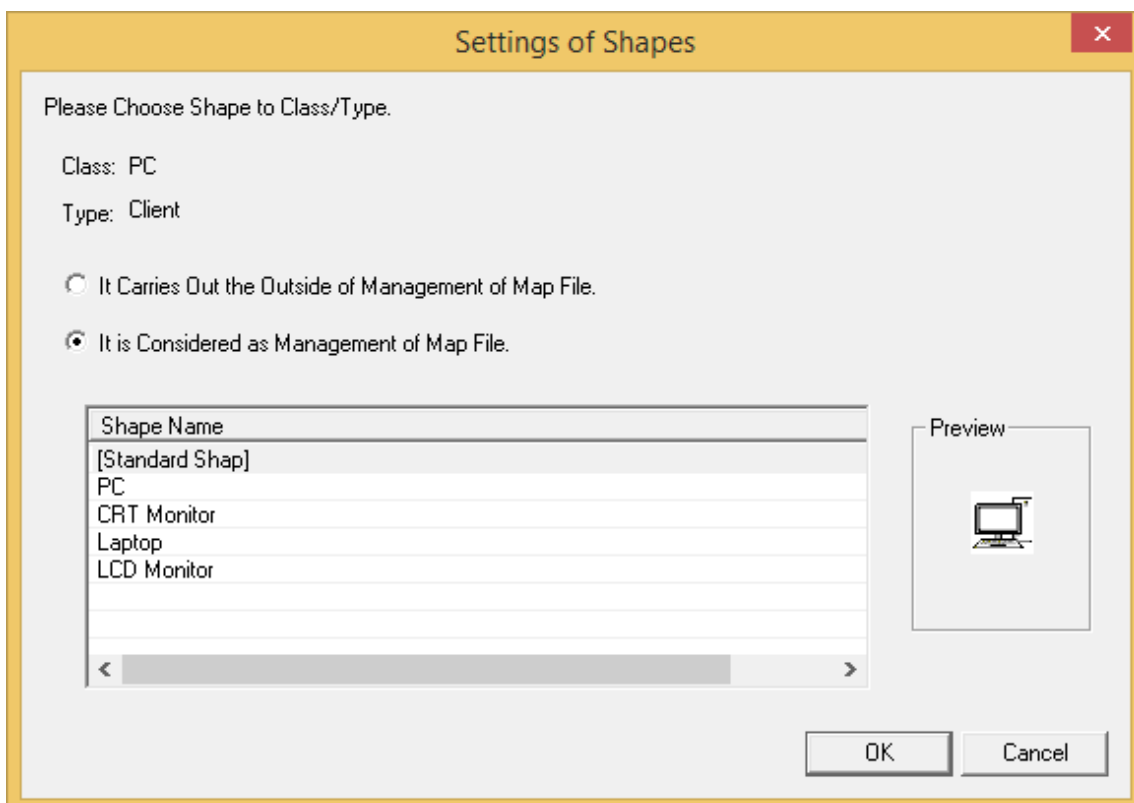 Settings of Shapes
Please Choose Shape to Class/Type.
Class: PC
Type: Client
It Carries Out the Outside of Management of Map File.
It is Considered as Management of Map File.
Shape Name
[Standard Shap]
PC
CRT Monitor
Laptop
LCD Monitor
Preview
OK Cancel